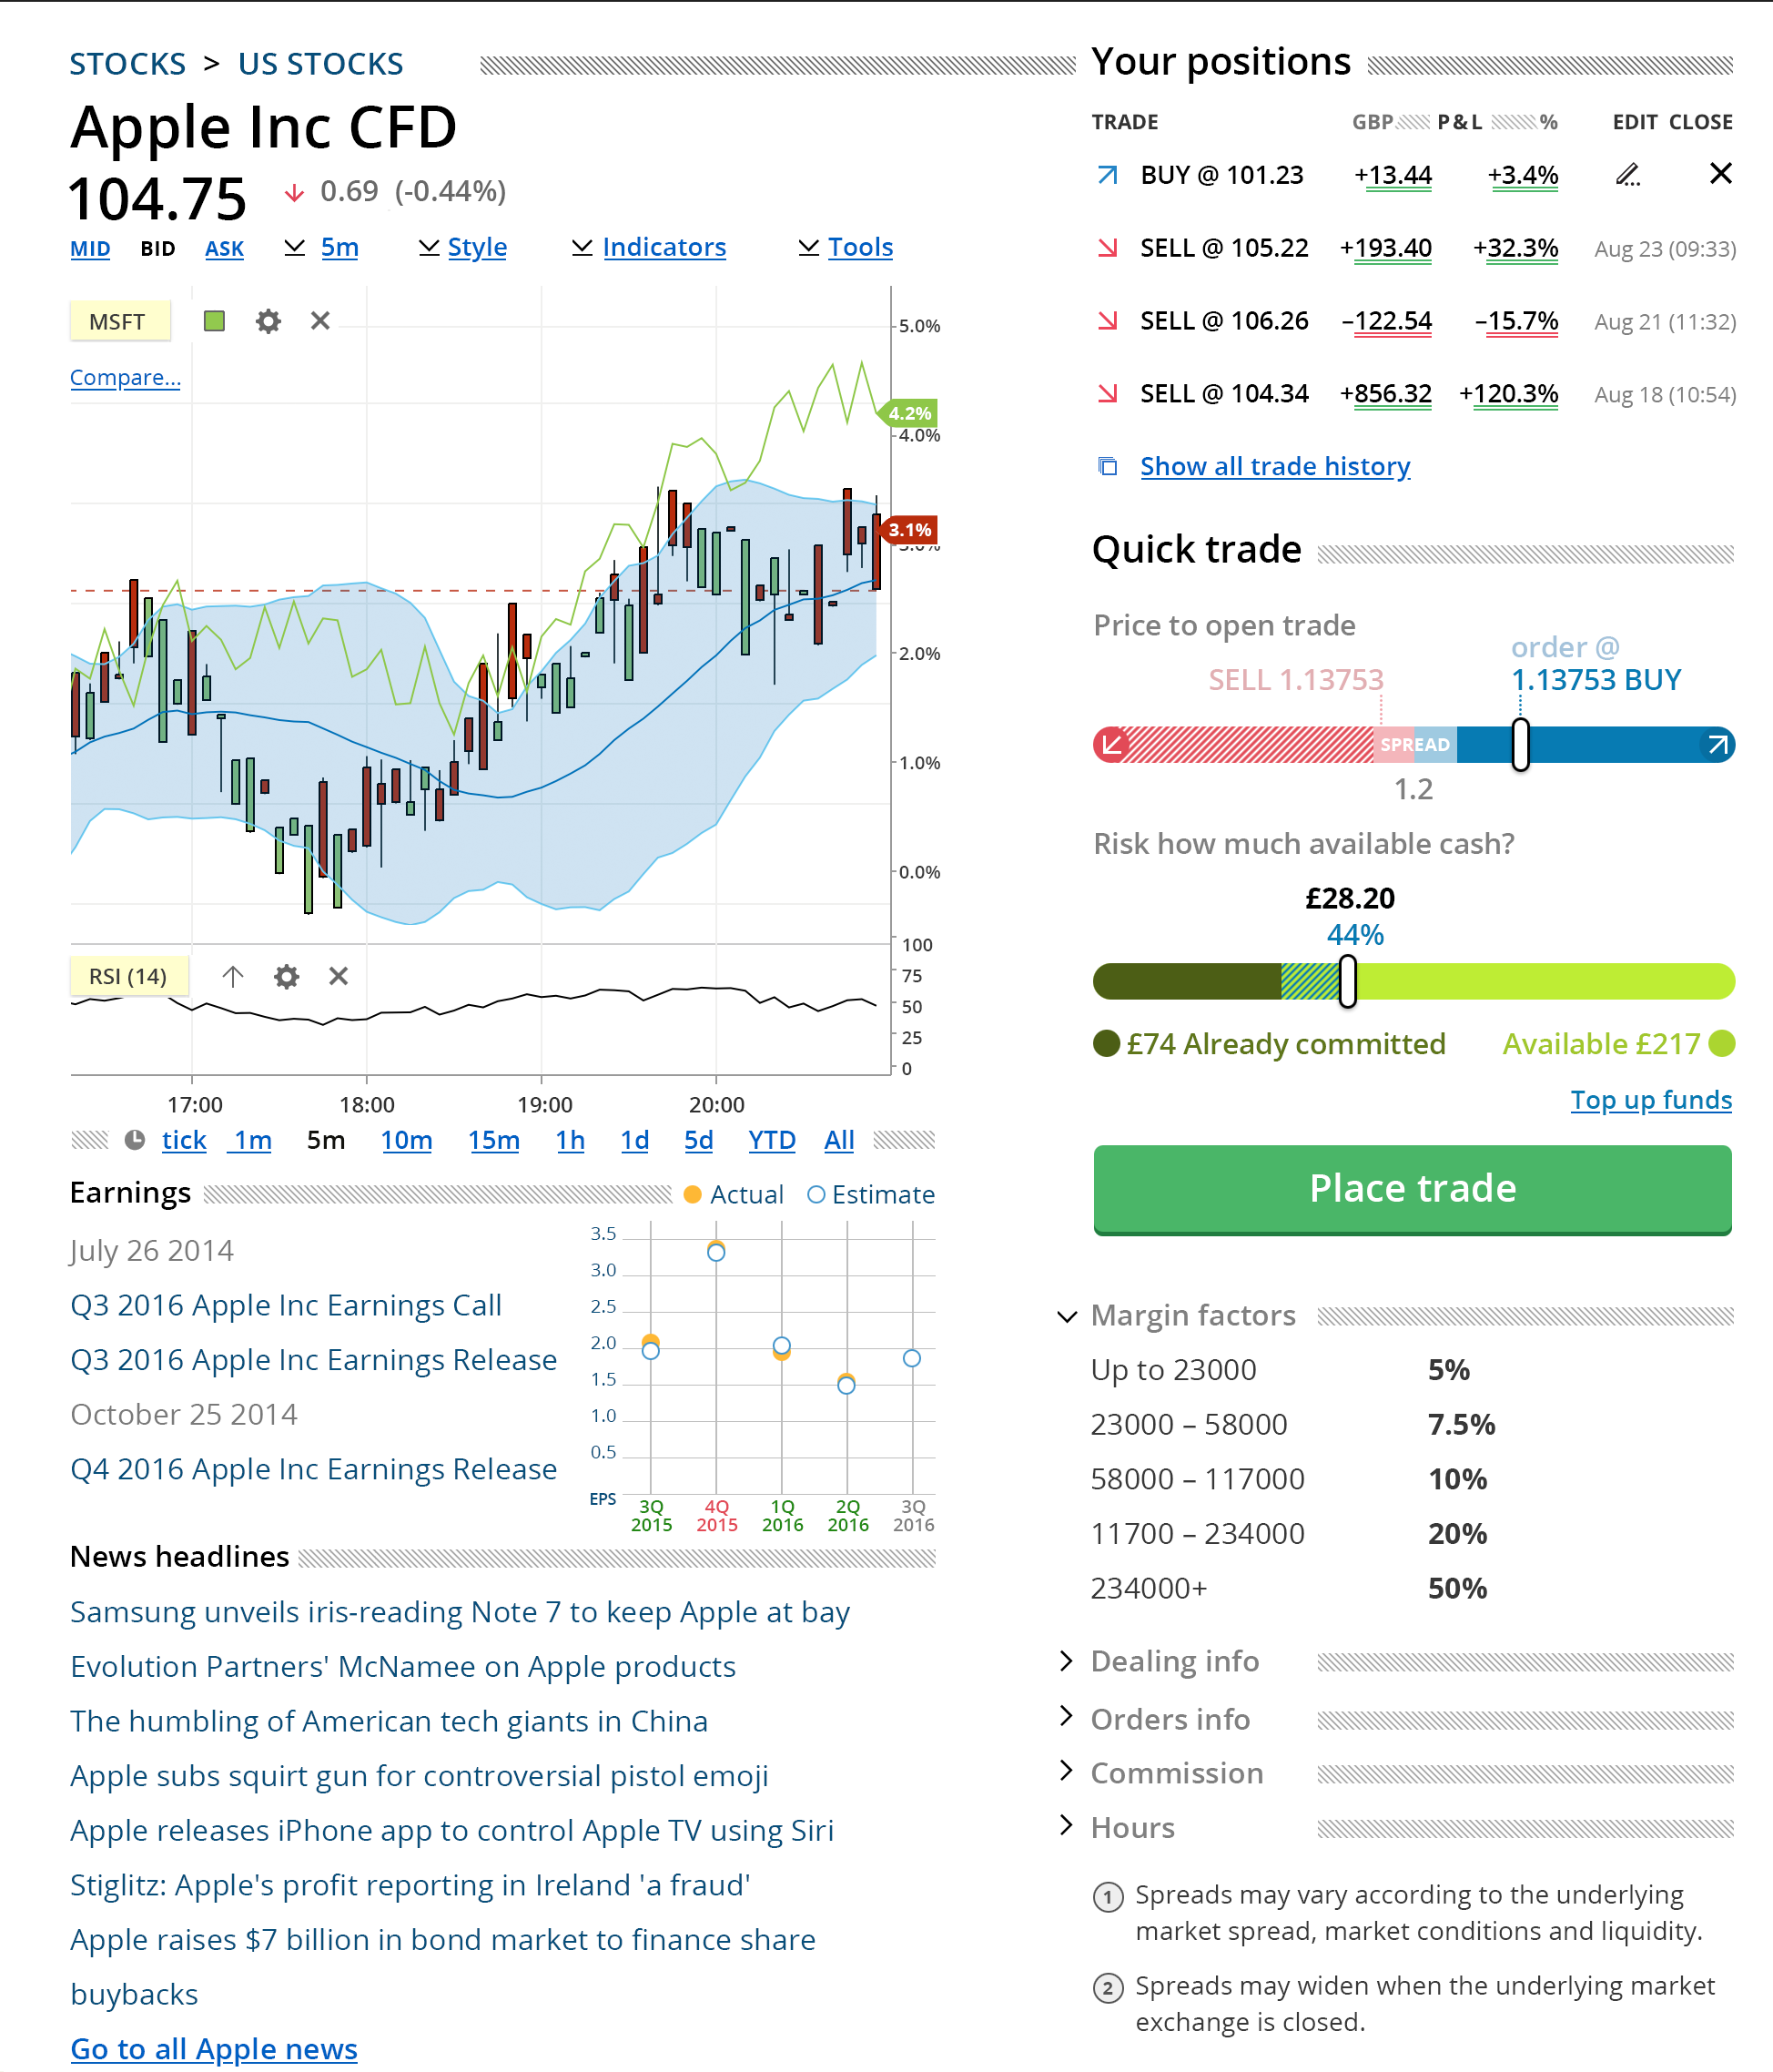 STOCKS > US STOCKS
Apple Inc CFD
104.75 0.69 (-0.44%)
MID BID ASK 5m Style Indicators Tools
MSFT
Compare...
5.0%
4.2%
4.0%
3.1%
2.0%
1.0%
0.0%
100
RSI (14)
75
50
25
0
17:00 18:00 19:00 20:00
tick 1m 5m 10m 15m 1h 1d 5d YTD All
Earnings Actual Estimate
July 26 2014
Q3 2016 Apple Inc Earnings Call
Q3 2016 Apple Inc Earnings Release
October 25 2014
Q4 2016 Apple Inc Earnings Release
3.5
3.0
2.5
2.0
1.5
1.0
0.5
EPS
3Q 4Q 1Q 2Q 3Q
2015 2015 2016 2016 2016
News headlines
Samsung unveils iris-reading Note 7 to keep Apple at bay
Evolution Partners' McNamee on Apple products
The humbling of American tech giants in China
Apple subs squirt gun for controversial pistol emoji
Apple releases iPhone app to control Apple TV using Siri
Stiglitz: Apple's profit reporting in Ireland 'a fraud'
Apple raises $7 billion in bond market to finance share
buybacks
Go to all Apple news
Your positions
TRADE GBP P & L % EDIT CLOSE
BUY @ 101.23 +13.44 +3.4%
SELL @ 105.22 +193.40 +32.3% Aug 23 (09:33)
SELL @ 106.26 –122.54 –15.7% Aug 21 (11:32)
SELL @ 104.34 +856.32 +120.3% Aug 18 (10:54)
Show all trade history
Quick trade
Price to open trade
order @
SELL 1.13753 1.13753 BUY
SPREAD
1.2
Risk how much available cash?
£28.20
44%
£74 Already committed Available £217
Top up funds
Place trade
Margin factors
Up to 23000 5%
23000 – 58000 7.5%
58000 – 117000 10%
11700 – 234000 20%
234000+ 50%
Dealing info
Orders info
Commission
Hours
1 Spreads may vary according to the underlying
market spread, market conditions and liquidity.
2 Spreads may widen when the underlying market
exchange is closed.